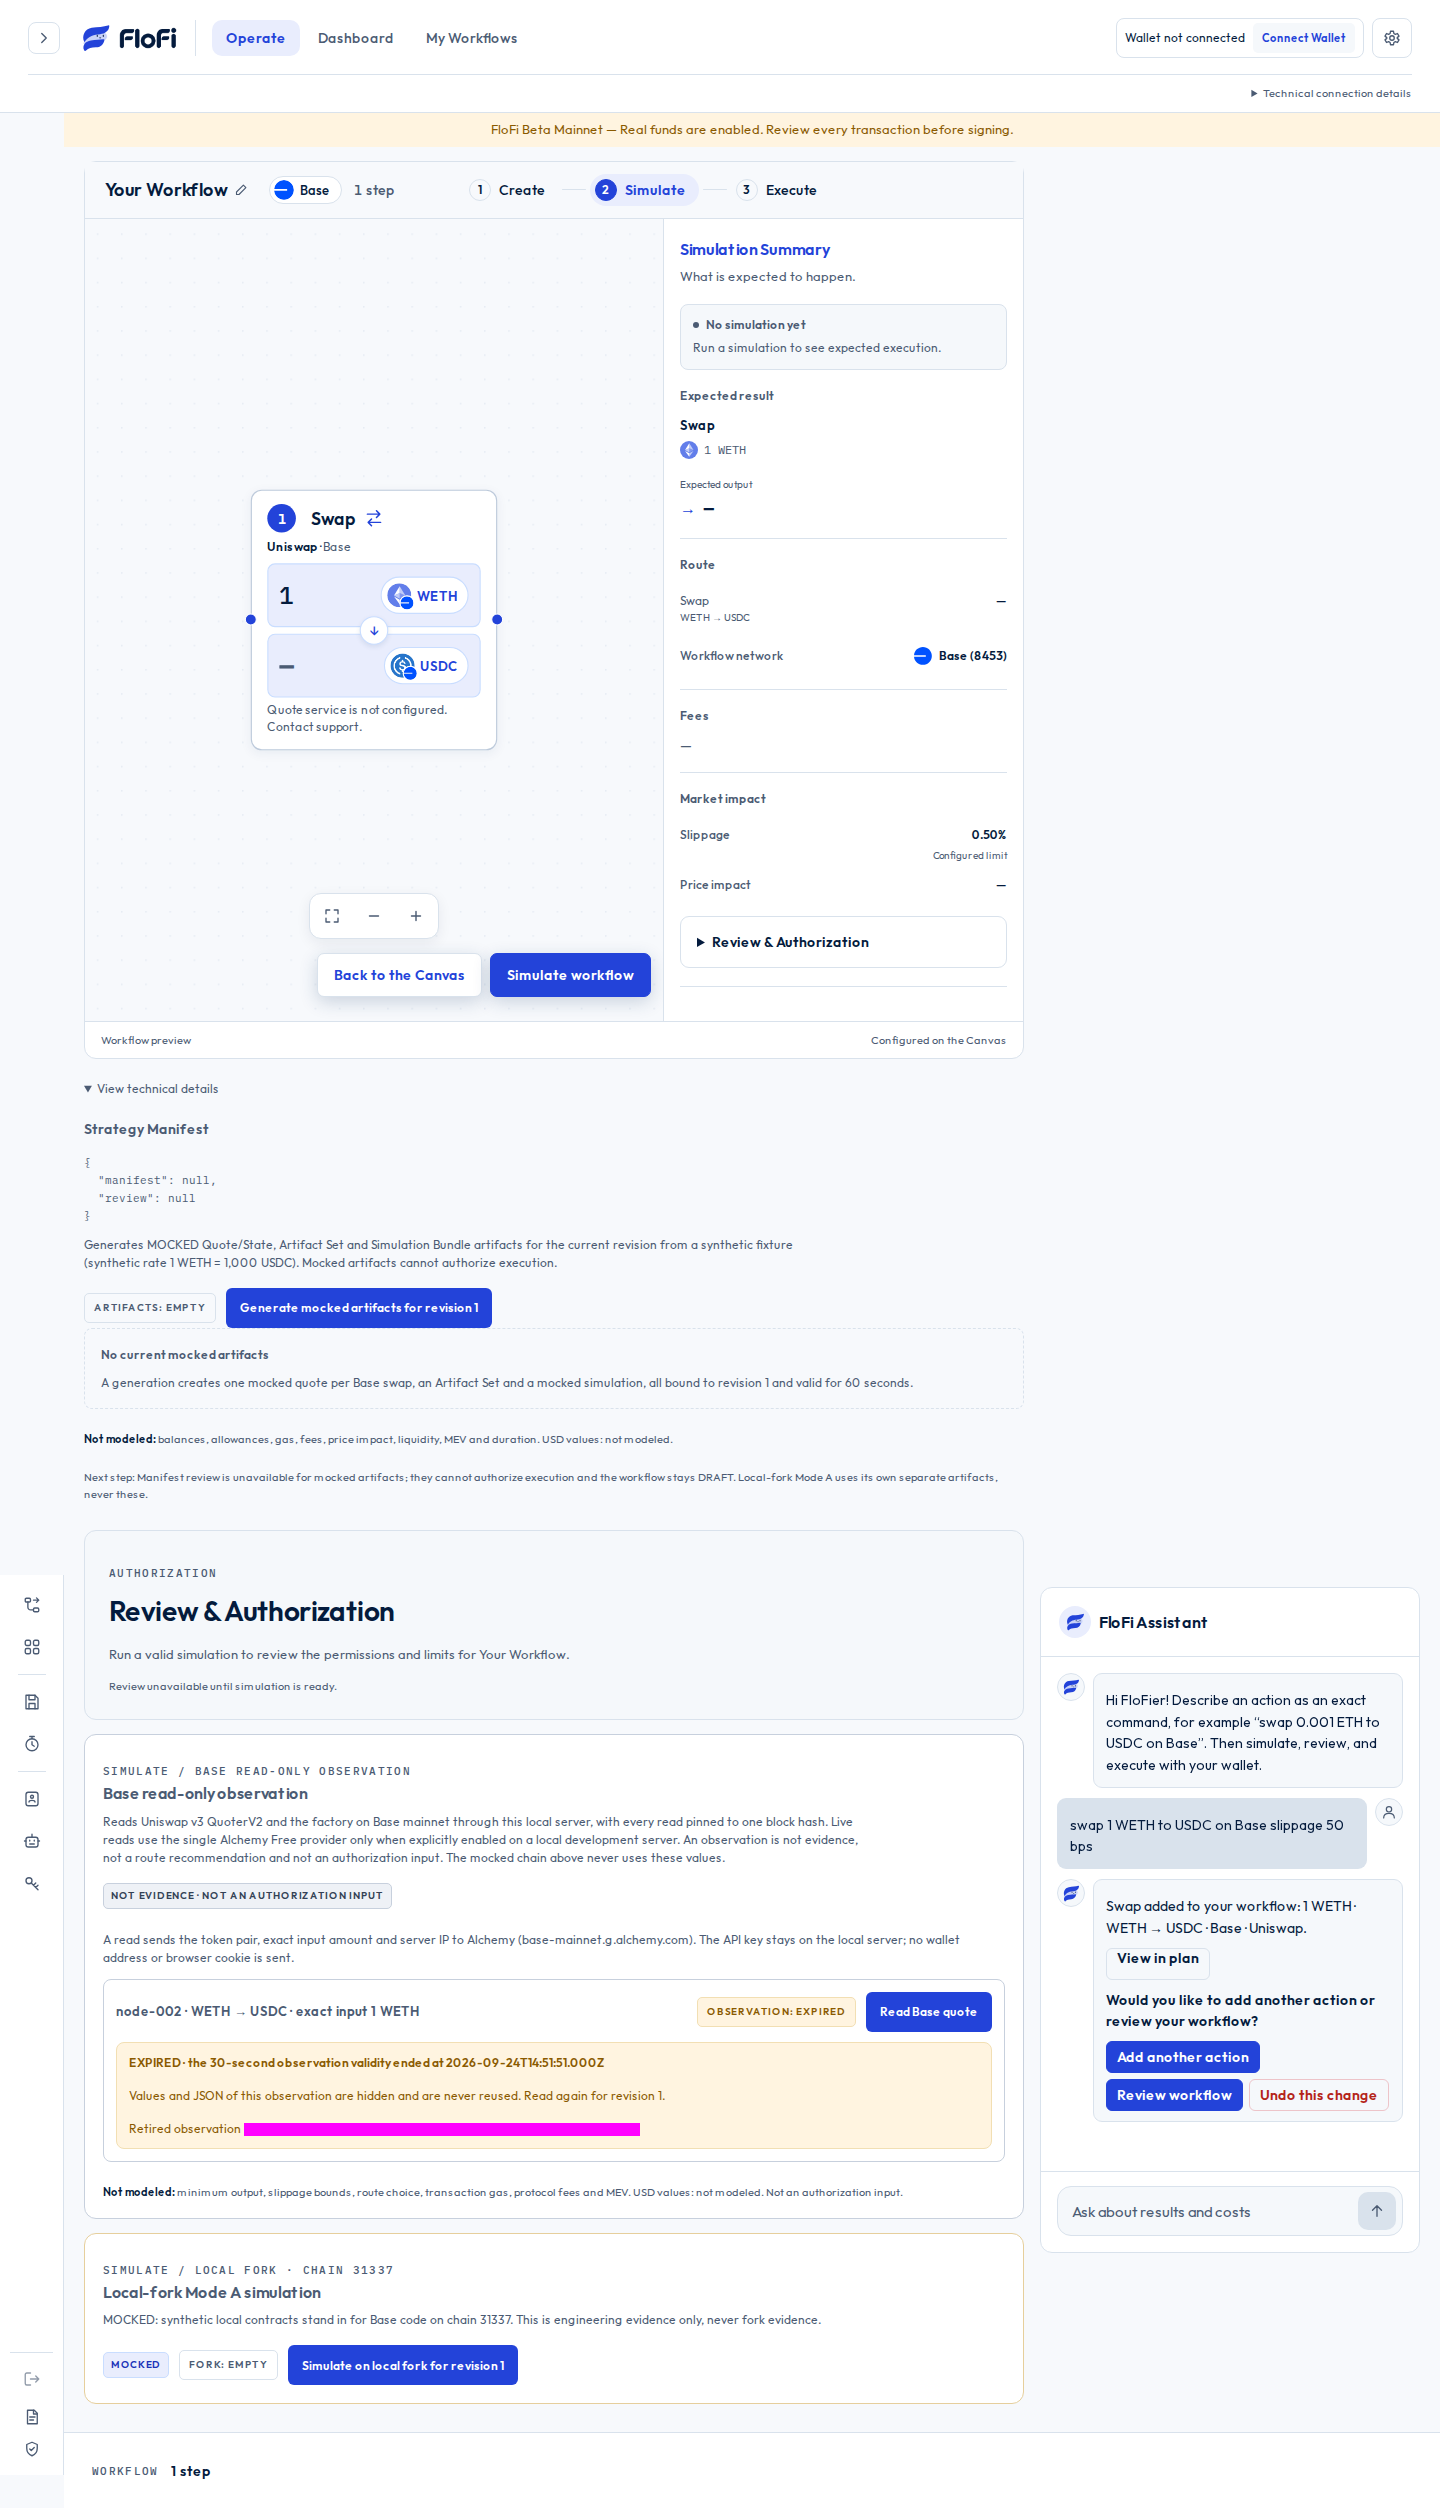 FloFi
Operate
Dashboard
My Workflows
Wallet not connected
Connect Wallet
Technical connection details
FloFi Beta Mainnet — Real funds are enabled. Review every transaction before signing.
Your Workflow
Base
1 step
1 Create
2 Simulate
3 Execute
1 Swap
Uniswap · Base
1
WETH
—
USDC
Quote service is not configured.
Contact support.
Back to the Canvas
Simulate workflow
Simulation Summary
What is expected to happen.
No simulation yet
Run a simulation to see expected execution.
Expected result
Swap
1 WETH
Expected output
→ —
Route
Swap —
WETH → USDC
Workflow network Base (8453)
Fees
—
Market impact
Slippage 0.50%
Configured limit
Price impact —
Review & Authorization
Workflow preview
Configured on the Canvas
View technical details
Strategy Manifest
{
"manifest": null,
"review": null
}
Generates MOCKED Quote/State, Artifact Set and Simulation Bundle artifacts for the current revision from a synthetic fixture
(synthetic rate 1 WETH = 1,000 USDC). Mocked artifacts cannot authorize execution.
ARTIFACTS: EMPTY
Generate mocked artifacts for revision 1
No current mocked artifacts
A generation creates one mocked quote per Base swap, an Artifact Set and a mocked simulation, all bound to revision 1 and valid for 60 seconds.
Not modeled: balances, allowances, gas, fees, price impact, liquidity, MEV and duration. USD values: not modeled.
Next step: Manifest review is unavailable for mocked artifacts; they cannot authorize execution and the workflow stays DRAFT. Local-fork Mode A uses its own separate artifacts,
never these.
AUTHORIZATION
Review & Authorization
Run a valid simulation to review the permissions and limits for Your Workflow.
Review unavailable until simulation is ready.
SIMULATE / BASE READ-ONLY OBSERVATION
Base read-only observation
Reads Uniswap v3 QuoterV2 and the factory on Base mainnet through this local server, with every read pinned to one block hash. Live
reads use the single Alchemy Free provider only when explicitly enabled on a local development server. An observation is not evidence,
not a route recommendation and not an authorization input. The mocked chain above never uses these values.
NOT EVIDENCE · NOT AN AUTHORIZATION INPUT
A read sends the token pair, exact input amount and server IP to Alchemy (base-mainnet.g.alchemy.com). The API key stays on the local server; no wallet
address or browser cookie is sent.
node-002 · WETH → USDC · exact input 1 WETH
OBSERVATION: EXPIRED
Read Base quote
EXPIRED · the 30-second observation validity ended at 2026-09-24T14:51:51.000Z
Values and JSON of this observation are hidden and are never reused. Read again for revision 1.
Retired observation
Not modeled: minimum output, slippage bounds, route choice, transaction gas, protocol fees and MEV. USD values: not modeled. Not an authorization input.
SIMULATE / LOCAL FORK · CHAIN 31337
Local-fork Mode A simulation
MOCKED: synthetic local contracts stand in for Base code on chain 31337. This is engineering evidence only, never fork evidence.
MOCKED
FORK: EMPTY
Simulate on local fork for revision 1
FloFi Assistant
Hi FloFier! Describe an action as an exact
command, for example “swap 0.001 ETH to
USDC on Base”. Then simulate, review, and
execute with your wallet.
swap 1 WETH to USDC on Base slippage 50
bps
Swap added to your workflow: 1 WETH ·
WETH → USDC · Base · Uniswap.
View in plan
Would you like to add another action or
review your workflow?
Add another action
Review workflow
Undo this change
Ask about results and costs
WORKFLOW 1 step